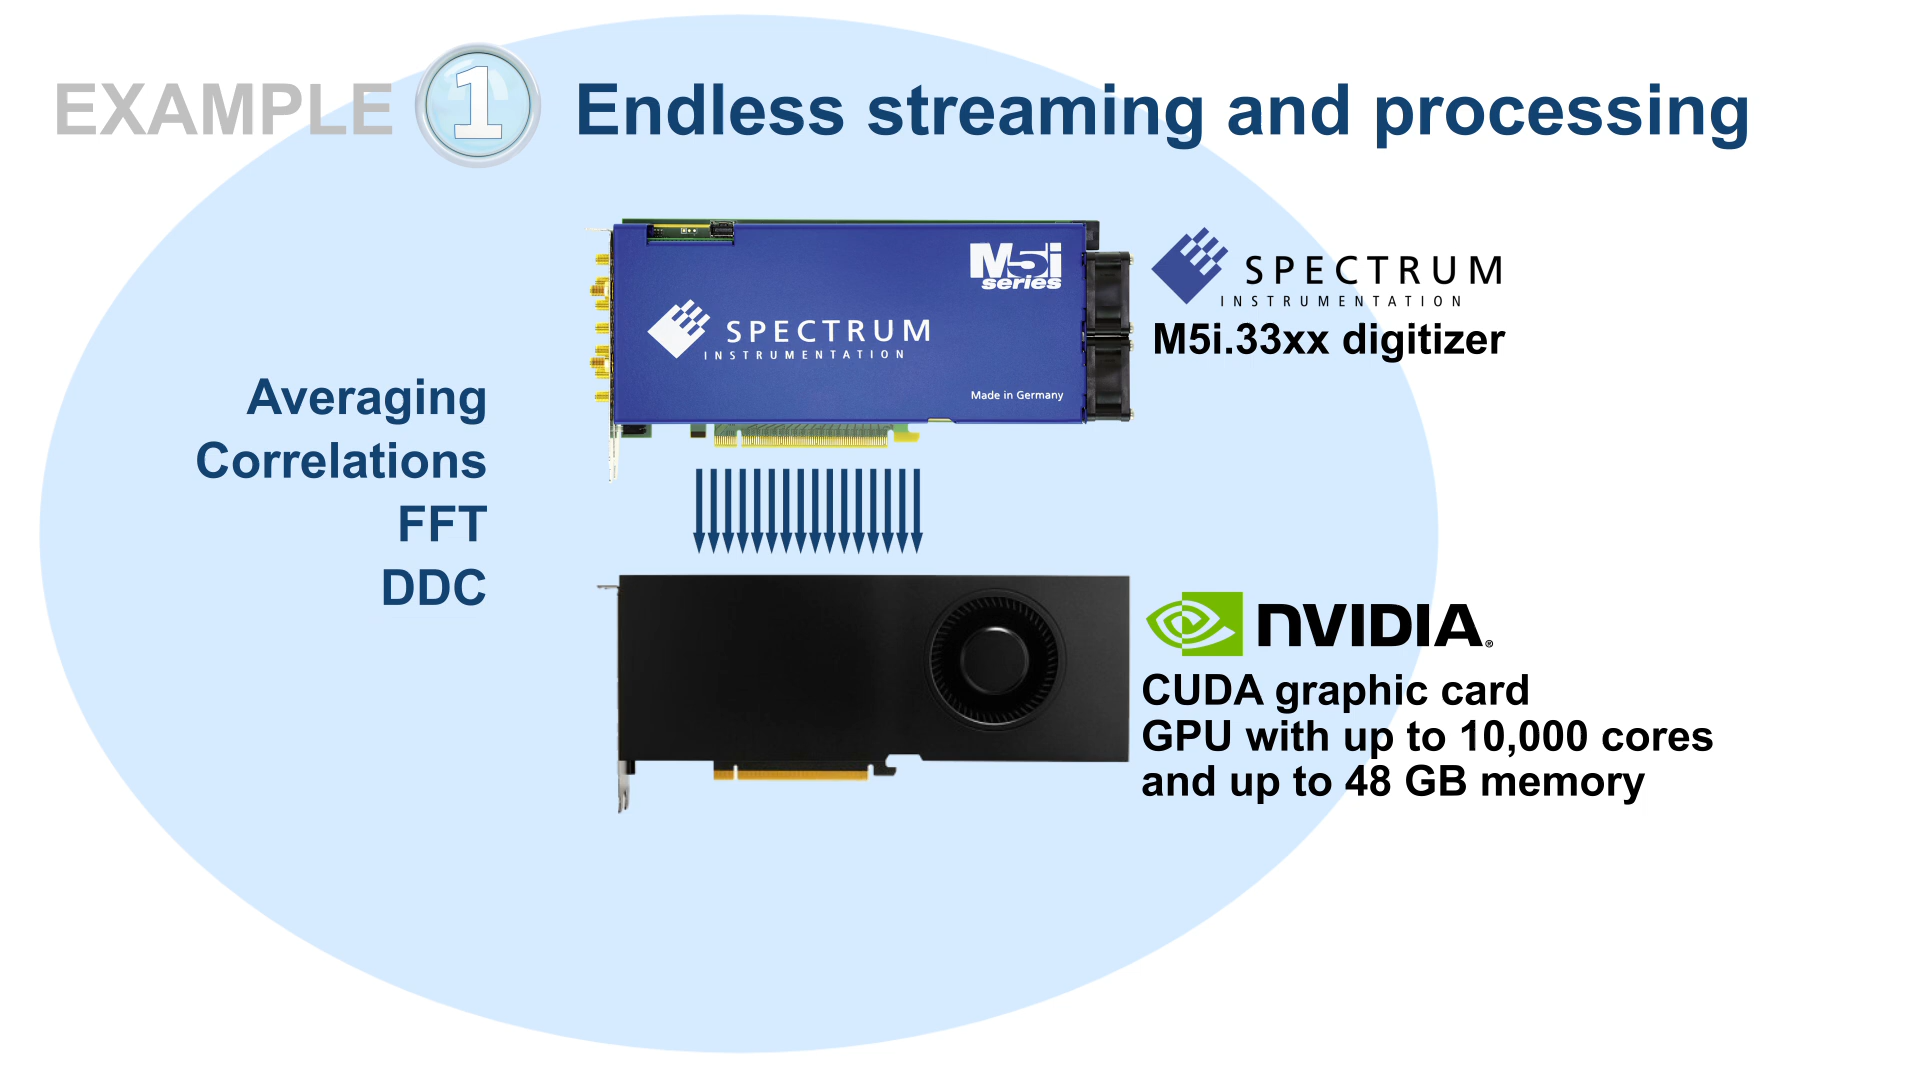 EXAMPLE 1 Endless streaming and processing
M5i
series
SPECTRUM
INSTRUMENTATION
Made in Germany
SPECTRUM
INSTRUMENTATION
M5i.33xx digitizer
Averaging
Correlations
FFT
DDC
NVIDIA®
CUDA graphic card
GPU with up to 10,000 cores
and up to 48 GB memory